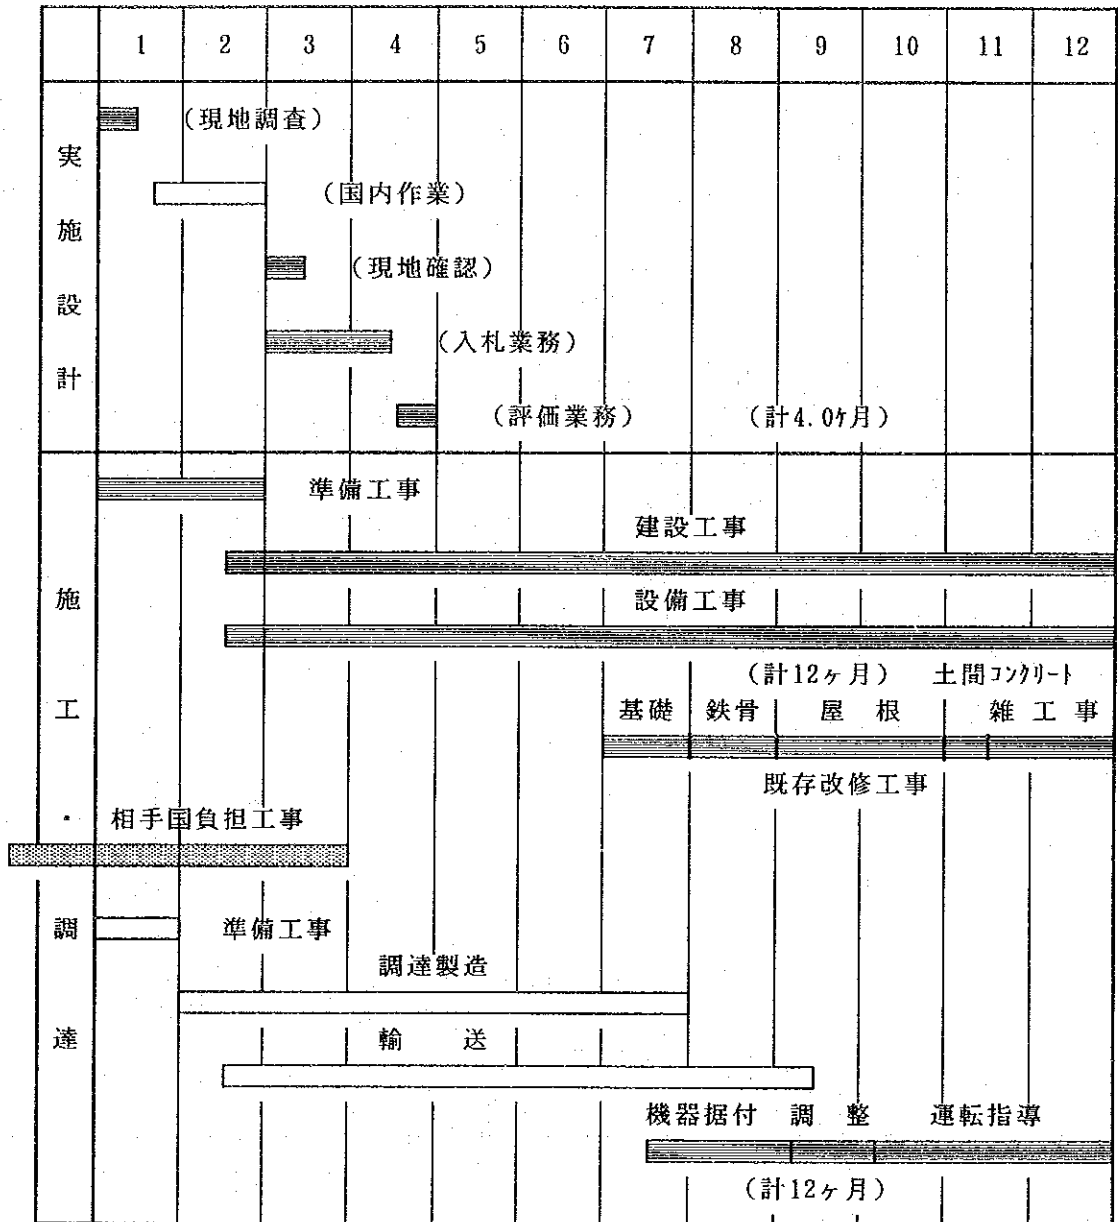 1 2 3 4 5 6 7 8 9 10 11 12
実施設計
(現地調査)
(国内作業)
(現地確認)
(入札業務)
(評価業務) (計4.0ケ月)
施工・調達
準備工事
建設工事
設備工事
(計12ヶ月) 土間コンクリート
基礎 鉄骨 屋根 雑工事
既存改修工事
相手国負担工事
準備工事
調達製造
輸送
機器据付 調整 運転指導
(計12ヶ月)